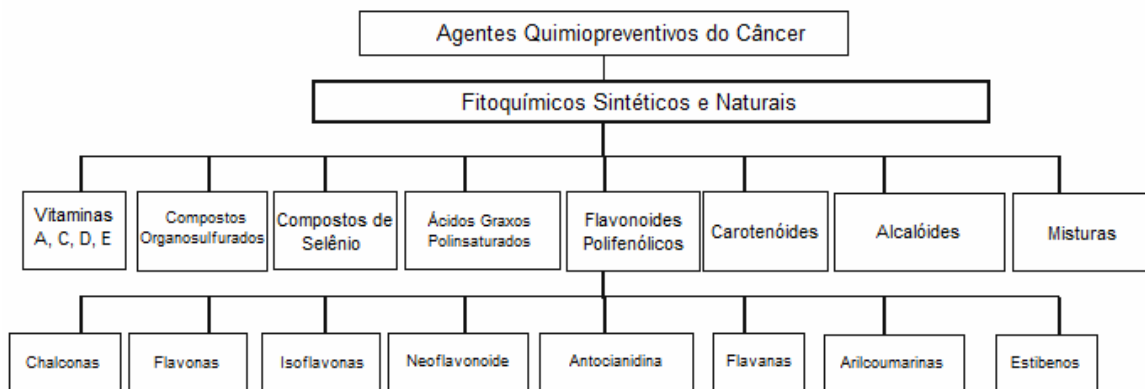 Agentes Quimiopreventivos do Câncer
Fitoquímicos Sintéticos e Naturais
Vitaminas
A, C, D, E
Compostos
Organosulfurados
Compostos de
Selênio
Ácidos Graxos
Polinsaturados
Flavonoides
Polifenólicos
Carotenóides
Alcalóides
Misturas
Chalconas
Flavonas
Isoflavonas
Neoflavonoide
Antocianidina
Flavanas
Arilcoumarinas
Estibenos